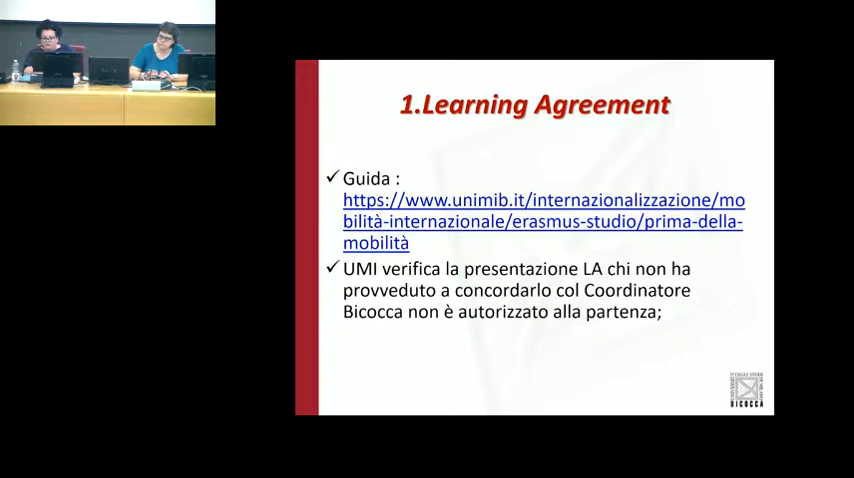 1.Learning Agreement
✓ Guida :
https://www.unimib.it/internazionalizzazione/mo
bilità-internazionale/erasmus-studio/prima-della-
mobilità
✓ UMI verifica la presentazione LA chi non ha
provveduto a concordarlo col Coordinatore
Bicocca non è autorizzato alla partenza;
BICOCCA